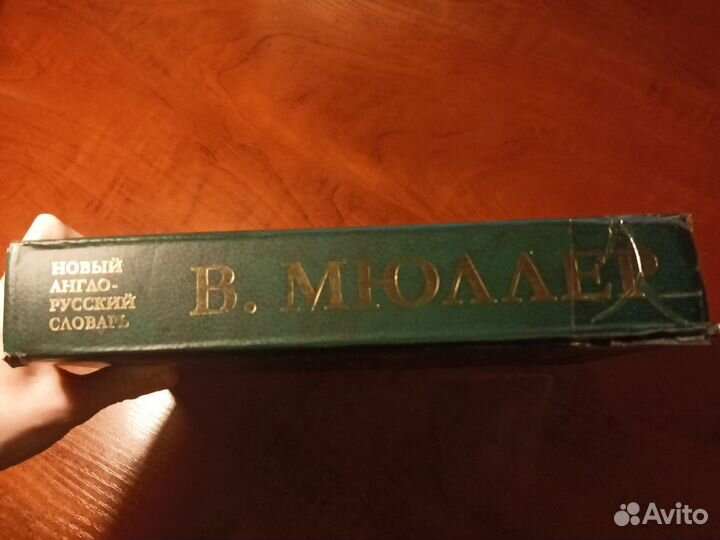 НОВЫЙ
АНГЛО-
РУССКИЙ
СЛОВАРЬ
В. МЮЛЛЕР
Avito